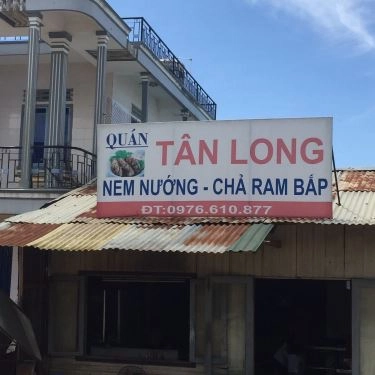 QUÁN
TÂN LONG
NEM NƯỚNG - CHẢ RAM BẮP
ĐT:0976.610.877